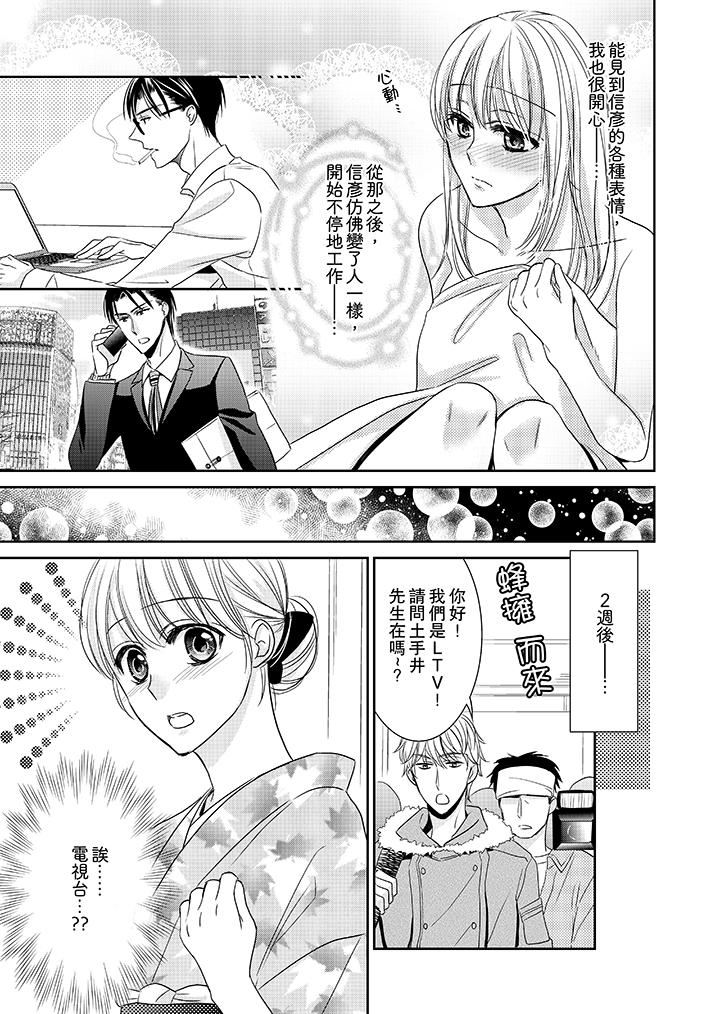 能見到信彥的各種表情，
我也很開心——……
心動…
從那之後，
信彥仿佛變了人一樣，
開始不停地工作——…
2週後——…
蜂擁
而來
你好！
我們是LTV！
請問土手井
先生在嗎~？
誒……
電視台…??